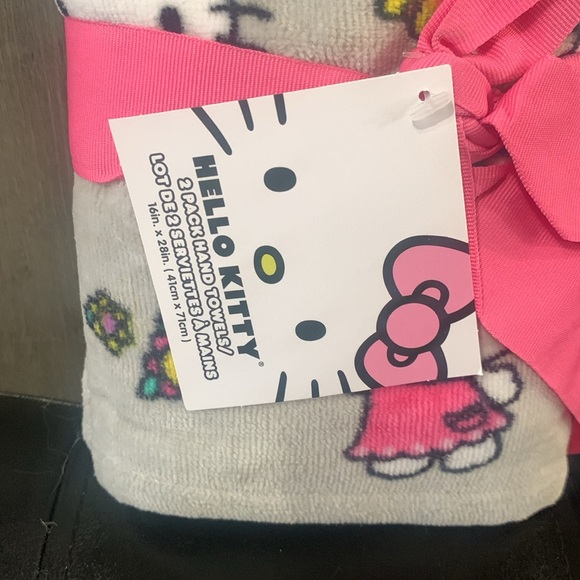 HELLO KITTY®
2 PACK HAND TOWELS/
LOT DE 2 SERVIETTES À MAINS
16in. x 28in. (41cm x 71cm)